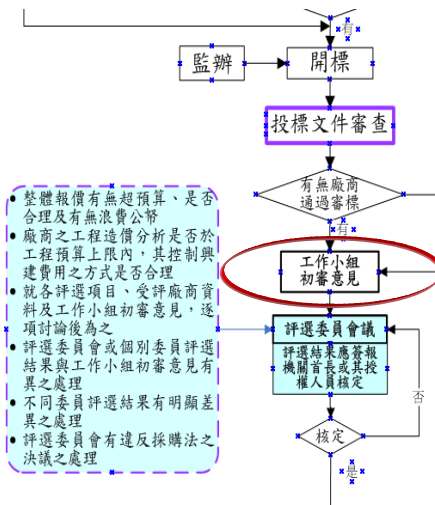 有
監辦
開標
投標文件審查
有無廠商
通過審標
有
工作小組
初審意見
• 整體報價有無超預算、是否
合理及有無浪費公帑
• 廠商之工程造價分析是否於
工程預算上限內，其控制興
建費用之方式是否合理
• 就各評選項目、受評廠商資
料及工作小組初審意見，逐
項討論後為之
• 評選委員會或個別委員評選
結果與工作小組初審意見有
異之處理
• 不同委員評選結果有明顯差
異之處理
• 評選委員會有違反採購法之
決議之處理
評選委員會議
評選結果應簽報
機關首長或其授
權人員核定
否
核定
是